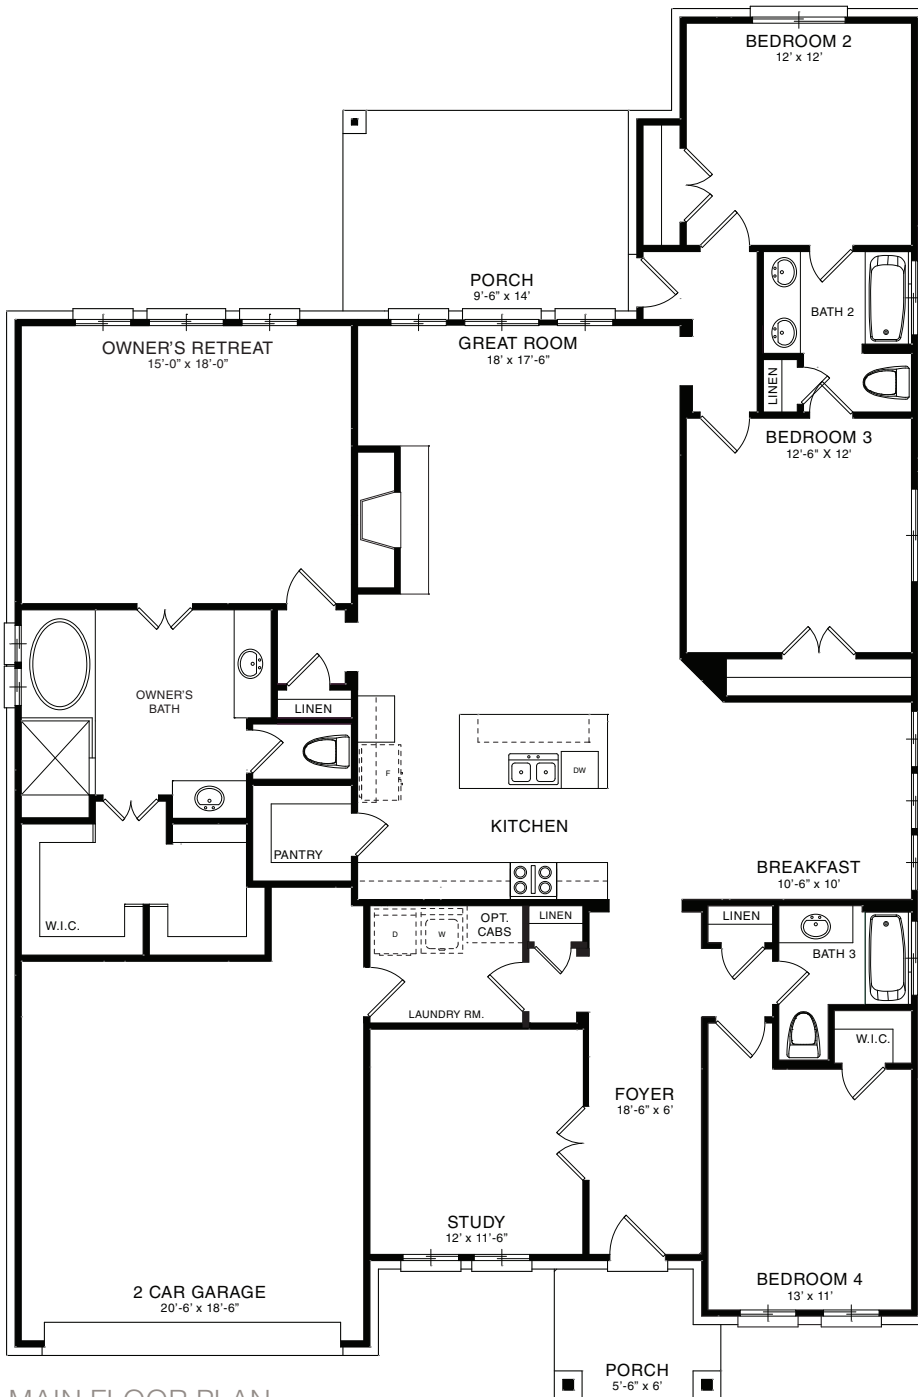 BEDROOM 2
12' x 12'
PORCH
9'-6" x 14'
BATH 2
OWNER'S RETREAT
15'-0" x 18'-0"
GREAT ROOM
18' x 17'-6"
LINEN
BEDROOM 3
12'-6" X 12'
OWNER'S
BATH
LINEN
F
DW
KITCHEN
PANTRY
BREAKFAST
10'-6" x 10'
W.I.C.
D
W
OPT.
CABS
LINEN
LINEN
BATH 3
LAUNDRY RM.
W.I.C.
FOYER
18'-6" x 6'
STUDY
12' x 11'-6"
2 CAR GARAGE
20'-6' x 18'-6"
BEDROOM 4
13' x 11'
PORCH
5'-6" x 6'
MAIN FLOOR PLAN